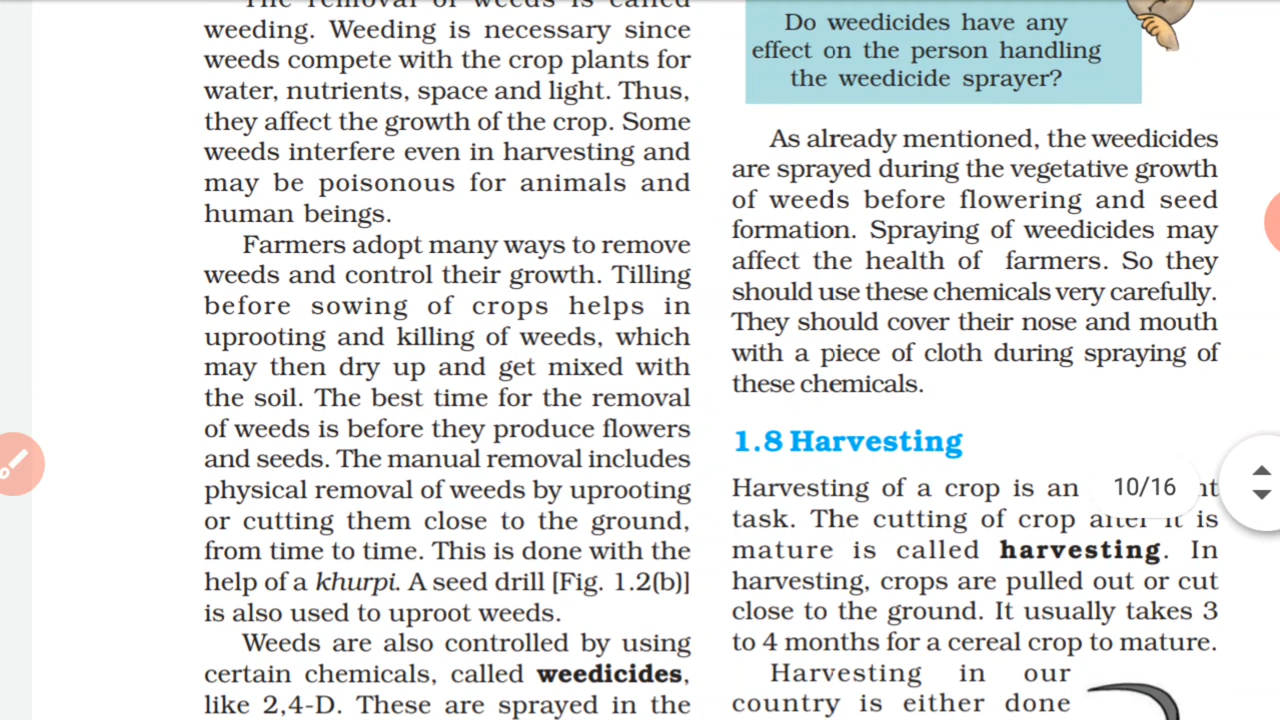 The removal of weeds is called
weeding. Weeding is necessary since
weeds compete with the crop plants for
water, nutrients, space and light. Thus,
they affect the growth of the crop. Some
weeds interfere even in harvesting and
may be poisonous for animals and
human beings.
Farmers adopt many ways to remove
weeds and control their growth. Tilling
before sowing of crops helps in
uprooting and killing of weeds, which
may then dry up and get mixed with
the soil. The best time for the removal
of weeds is before they produce flowers
and seeds. The manual removal includes
physical removal of weeds by uprooting
or cutting them close to the ground,
from time to time. This is done with the
help of a khurpi. A seed drill [Fig. 1.2(b)]
is also used to uproot weeds.
Weeds are also controlled by using
certain chemicals, called weedicides,
like 2,4-D. These are sprayed in the
Do weedicides have any
effect on the person handling
the weedicide sprayer?
As already mentioned, the weedicides
are sprayed during the vegetative growth
of weeds before flowering and seed
formation. Spraying of weedicides may
affect the health of farmers. So they
should use these chemicals very carefully.
They should cover their nose and mouth
with a piece of cloth during spraying of
these chemicals.
1.8 Harvesting
Harvesting of a crop is an
10/16
task. The cutting of crop after it is
mature is called harvesting. In
harvesting, crops are pulled out or cut
close to the ground. It usually takes 3
to 4 months for a cereal crop to mature.
Harvesting in our
country is either done